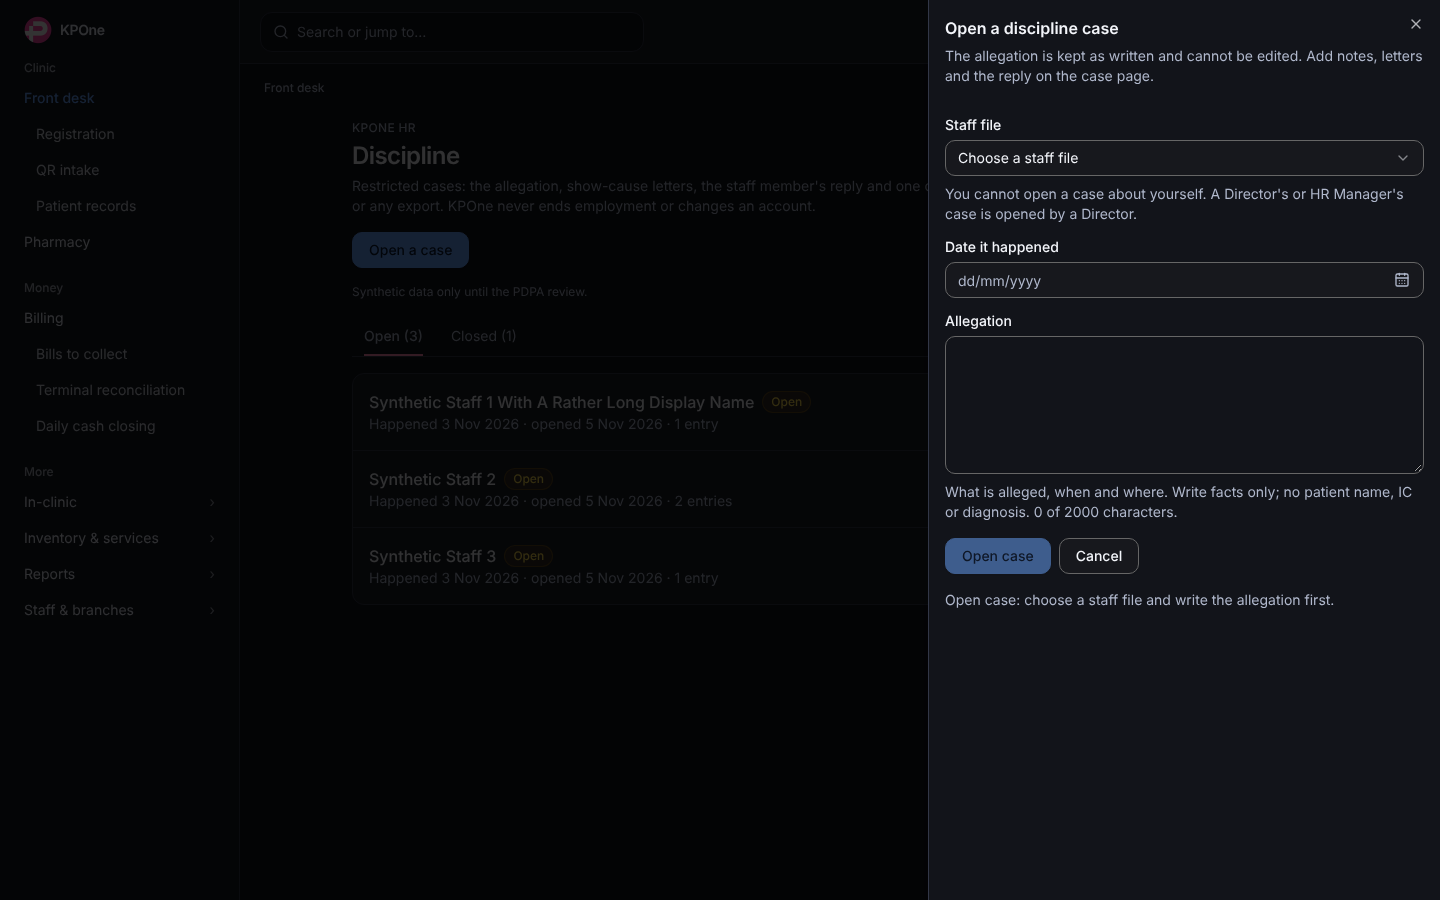 KPOne
Clinic
Front desk
Registration
QR intake
Patient records
Pharmacy
Money
Billing
Bills to collect
Terminal reconciliation
Daily cash closing
More
In-clinic
Inventory & services
Reports
Staff & branches
Search or jump to...
Front desk
KPONE HR
Discipline
Restricted cases: the allegation, show-cause letters, the staff member's reply and one
or any export. KPOne never ends employment or changes an account.
Open a case
Synthetic data only until the PDPA review.
Open (3) Closed (1)
Synthetic Staff 1 With A Rather Long Display Name Open
Happened 3 Nov 2026 · opened 5 Nov 2026 · 1 entry
Synthetic Staff 2 Open
Happened 3 Nov 2026 · opened 5 Nov 2026 · 2 entries
Synthetic Staff 3 Open
Happened 3 Nov 2026 · opened 5 Nov 2026 · 1 entry
Open a discipline case
The allegation is kept as written and cannot be edited. Add notes, letters
and the reply on the case page.
Staff file
Choose a staff file
You cannot open a case about yourself. A Director's or HR Manager's
case is opened by a Director.
Date it happened
dd/mm/yyyy
Allegation
What is alleged, when and where. Write facts only; no patient name, IC
or diagnosis. 0 of 2000 characters.
Open case Cancel
Open case: choose a staff file and write the allegation first.